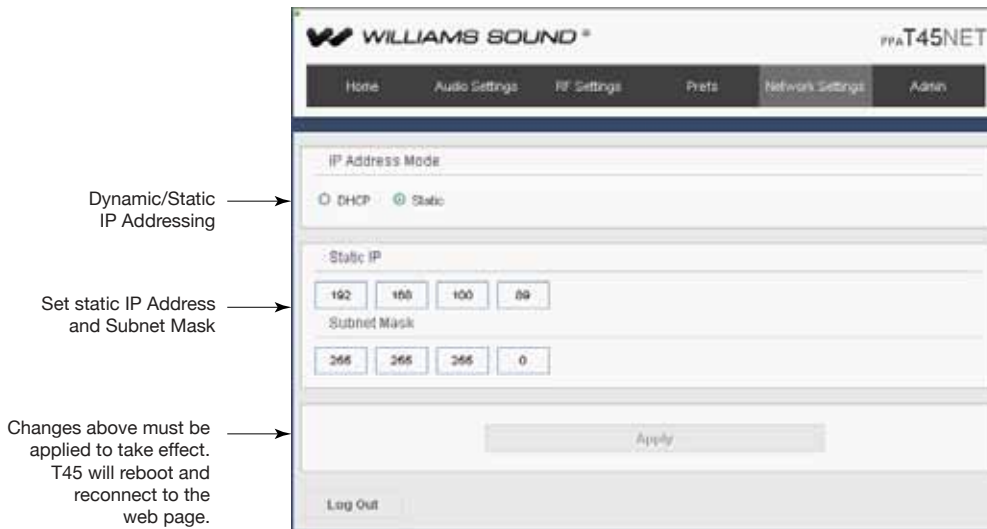 WILLIAMS SOUND®
PPA T45NET
Home Audio Settings RF Settings Prefs Network Settings Admin
IP Address Mode
Dynamic/Static
IP Addressing
DHCP Static
Static IP
Set static IP Address
and Subnet Mask
192 168 100 89
Subnet Mask
255 255 255 0
Changes above must be
applied to take effect.
T45 will reboot and
reconnect to the
web page.
Apply
Log Out